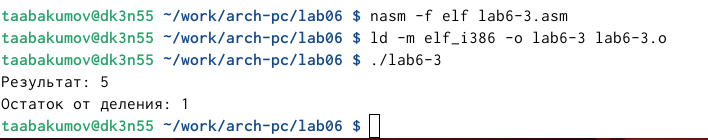 taabakumov@dk3n55 ~/work/arch-pc/lab06 $ nasm -f elf lab6-3.asm
taabakumov@dk3n55 ~/work/arch-pc/lab06 $ ld -m elf_i386 -o lab6-3 lab6-3.o
taabakumov@dk3n55 ~/work/arch-pc/lab06 $ ./lab6-3
Результат: 5
Остаток от деления: 1
taabakumov@dk3n55 ~/work/arch-pc/lab06 $